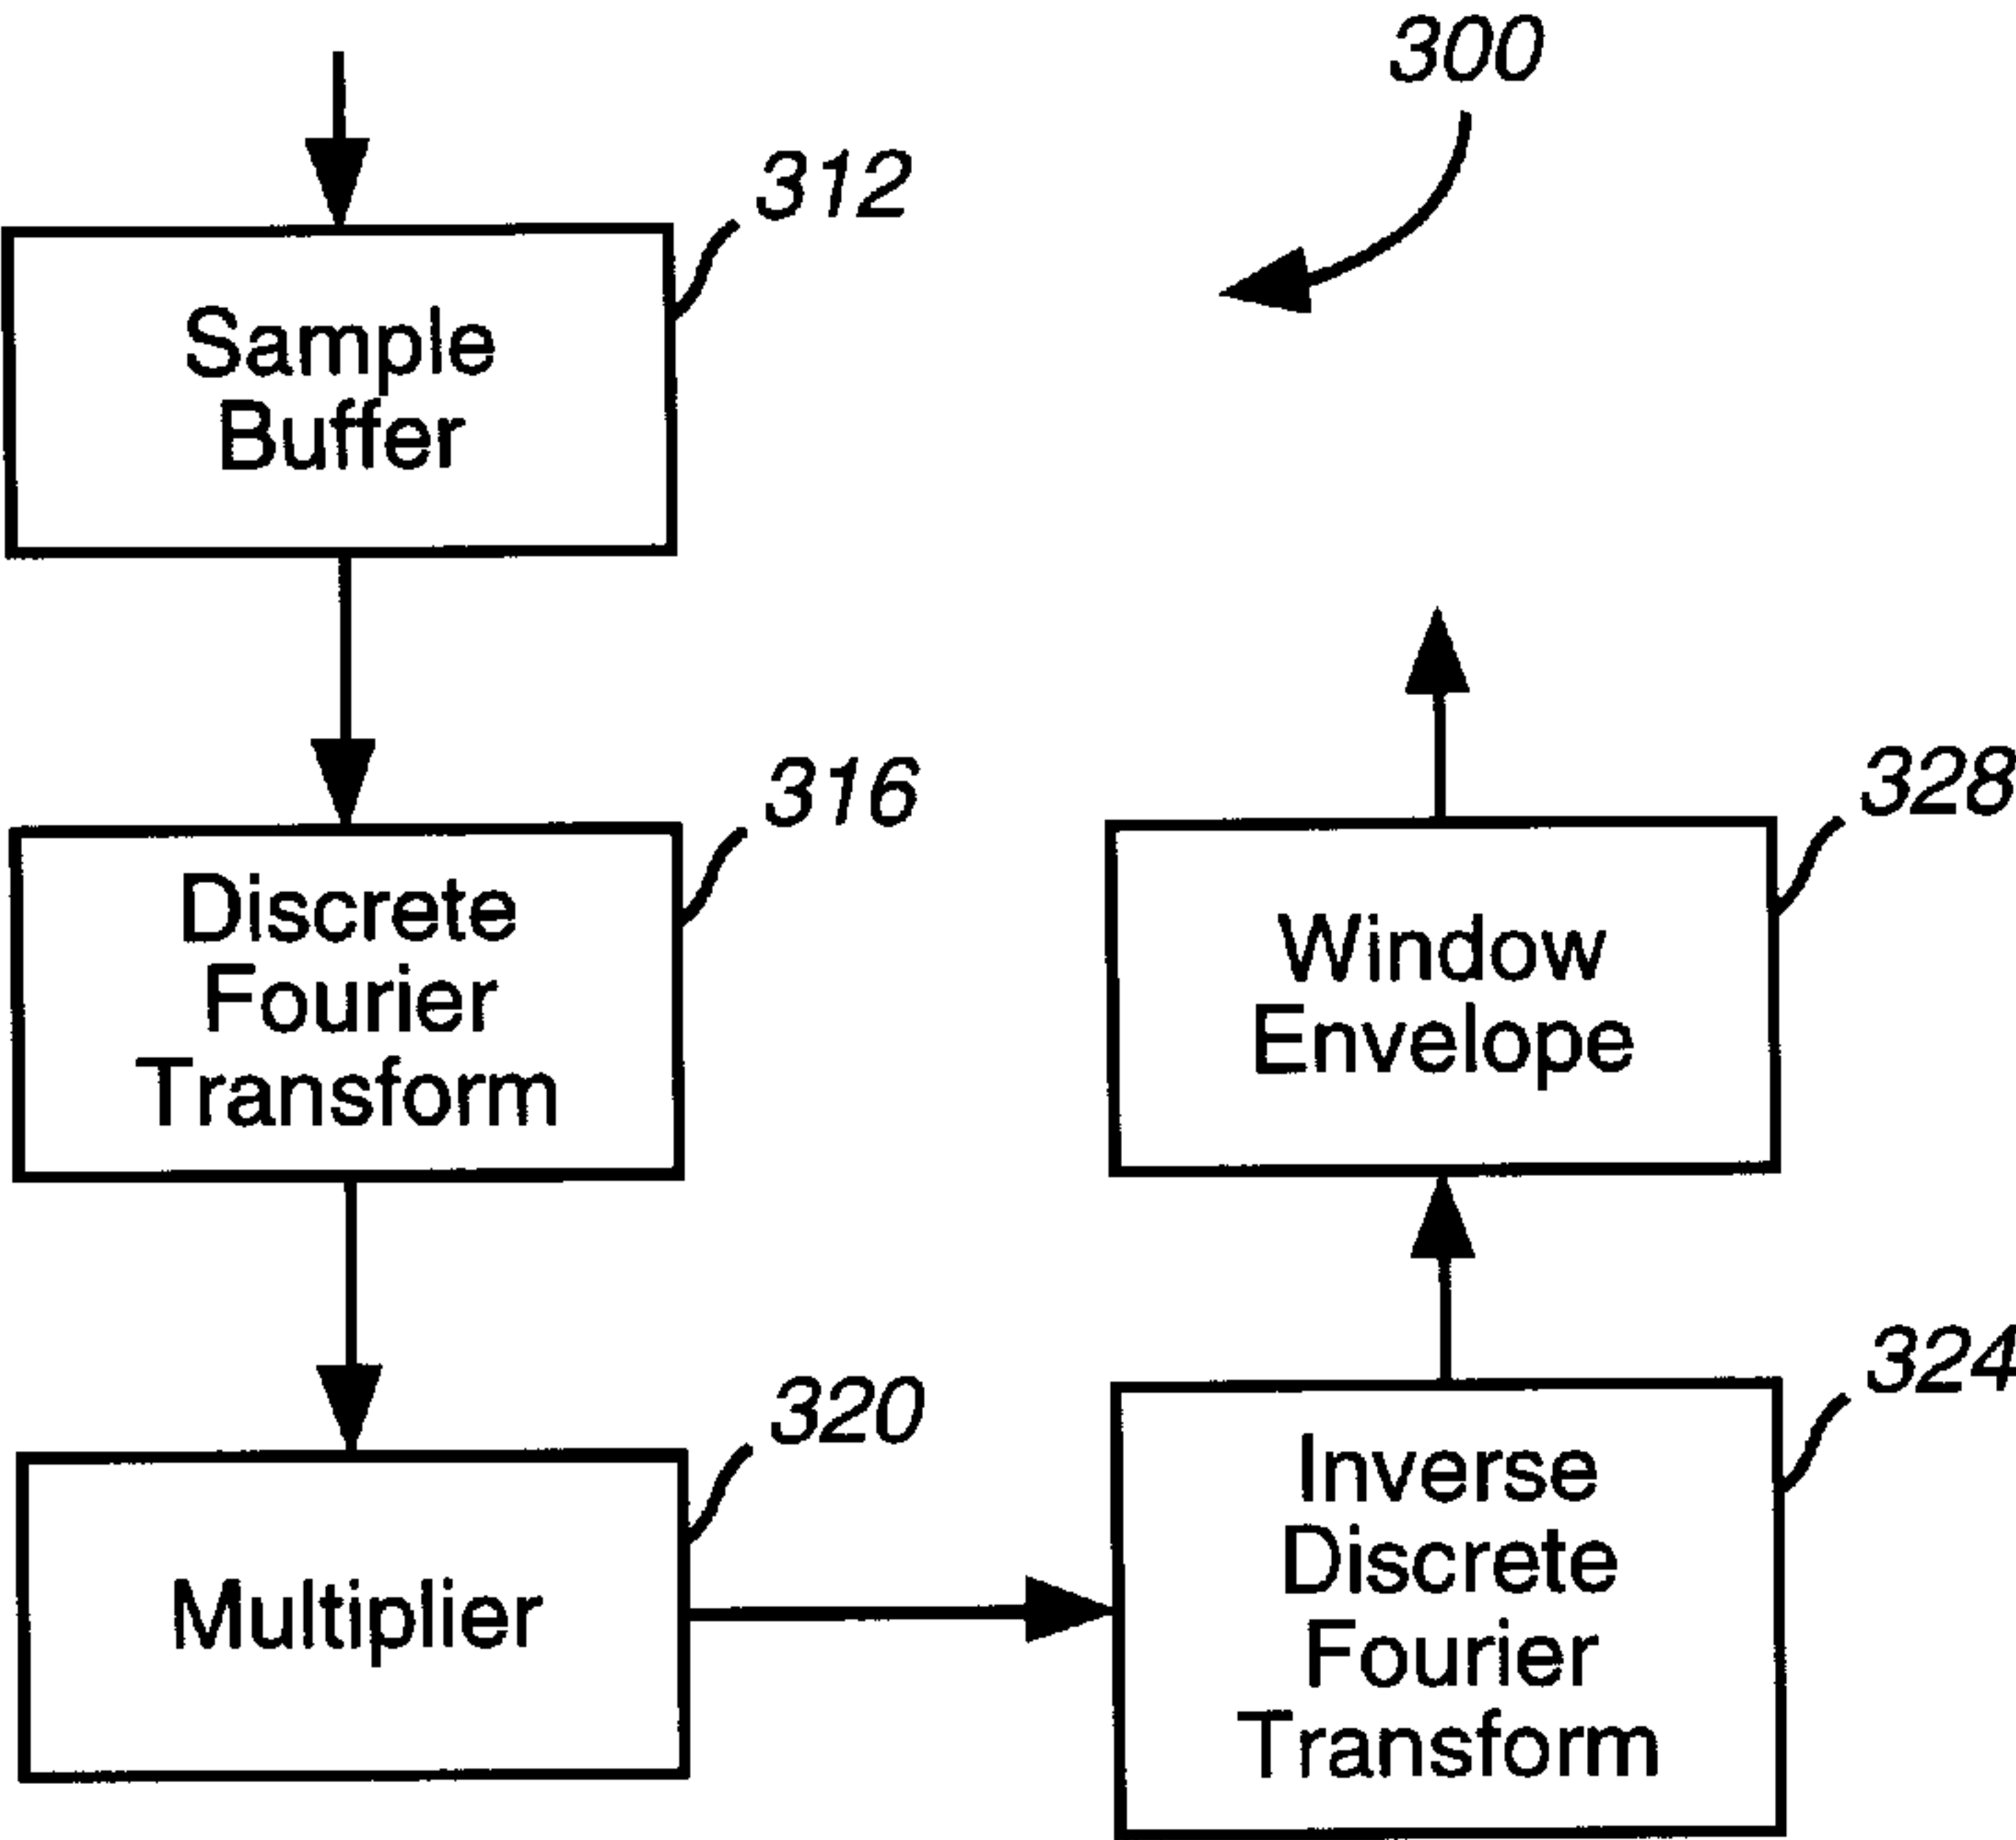 300
312
Sample
Buffer
316
Discrete
Fourier
Transform
320
Multiplier
328
Window
Envelope
324
Inverse
Discrete
Fourier
Transform